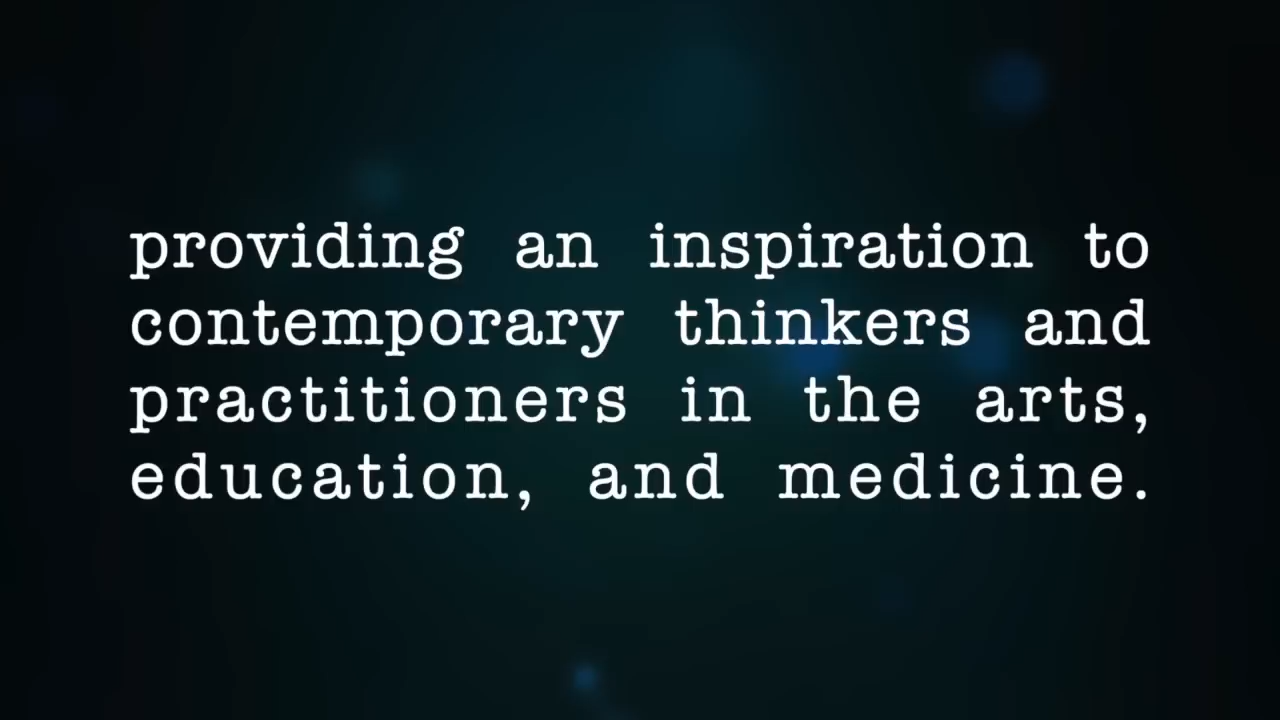 providing an inspiration to
contemporary thinkers and
practitioners in the arts,
education, and medicine.